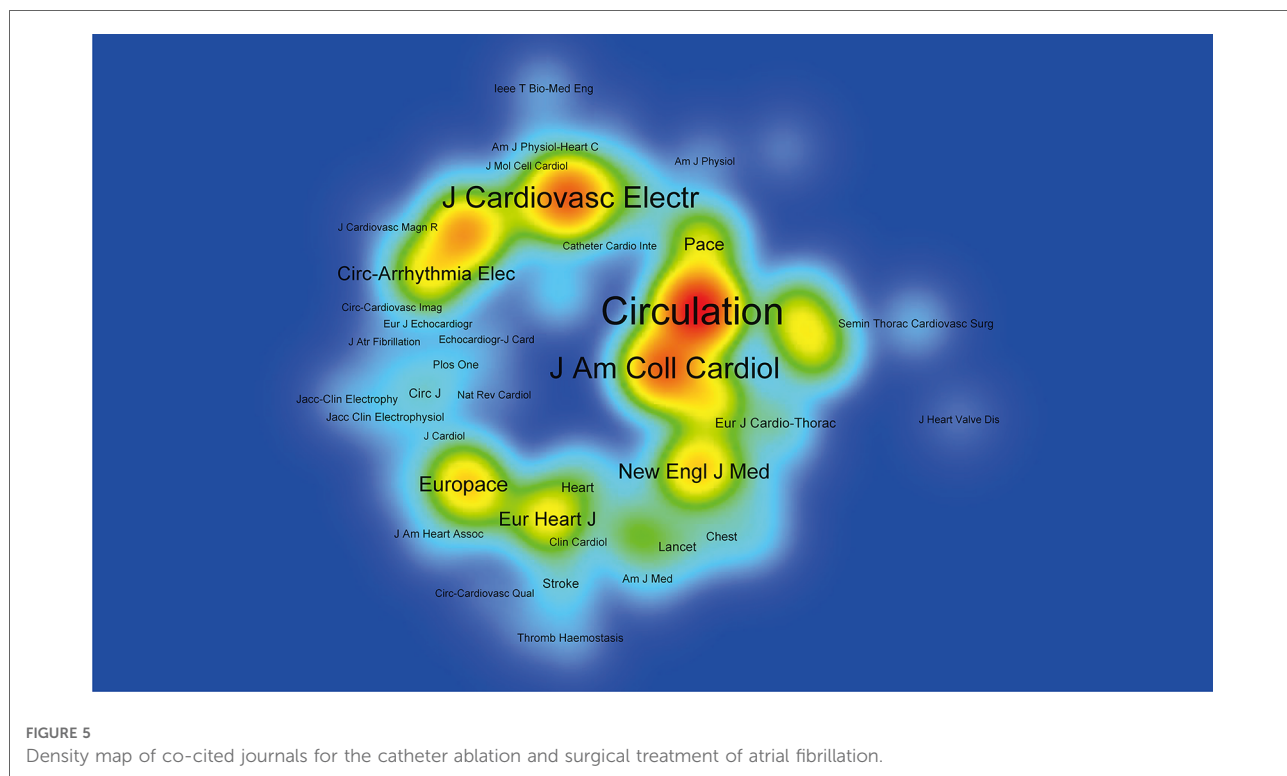 Ieee T Bio-Med Eng
Am J Physiol-Heart C
Am J Physiol
J Mol Cell Cardiol
J Cardiovasc Electr
J Cardiovasc Magn R
Catheter Cardio Inte
Pace
Circ-Arrhythmia Elec
Circ-Cardiovasc Imag
Circulation
Eur J Echocardiogr
Semin Thorac Cardiovasc Surg
J Atr Fibrillation
Echocardiogr-J Card
Plos One
J Am Coll Cardiol
Jacc-Clin Electrophy
Circ J
Nat Rev Cardiol
Jacc Clin Electrophysiol
J Heart Valve Dis
Eur J Cardio-Thorac
J Cardiol
New Engl J Med
Europace
Heart
Eur Heart J
J Am Heart Assoc
Clin Cardiol
Lancet
Chest
Am J Med
Stroke
Circ-Cardiovasc Qual
Thromb Haemostasis
FIGURE 5
Density map of co-cited journals for the catheter ablation and surgical treatment of atrial fibrillation.